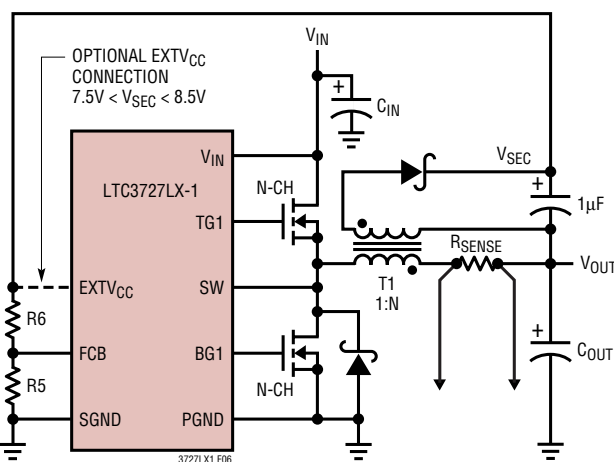 OPTIONAL EXTVCC
CONNECTION
7.5V < VSEC < 8.5V
VIN
+
CIN
VIN
LTC3727LX-1
N-CH
TG1
VSEC
+
1μF
RSENSE
VOUT
T1
1:N
EXTVCC
SW
R6
+
COUT
FCB
BG1
R5
N-CH
SGND
PGND
3727LX1 F06